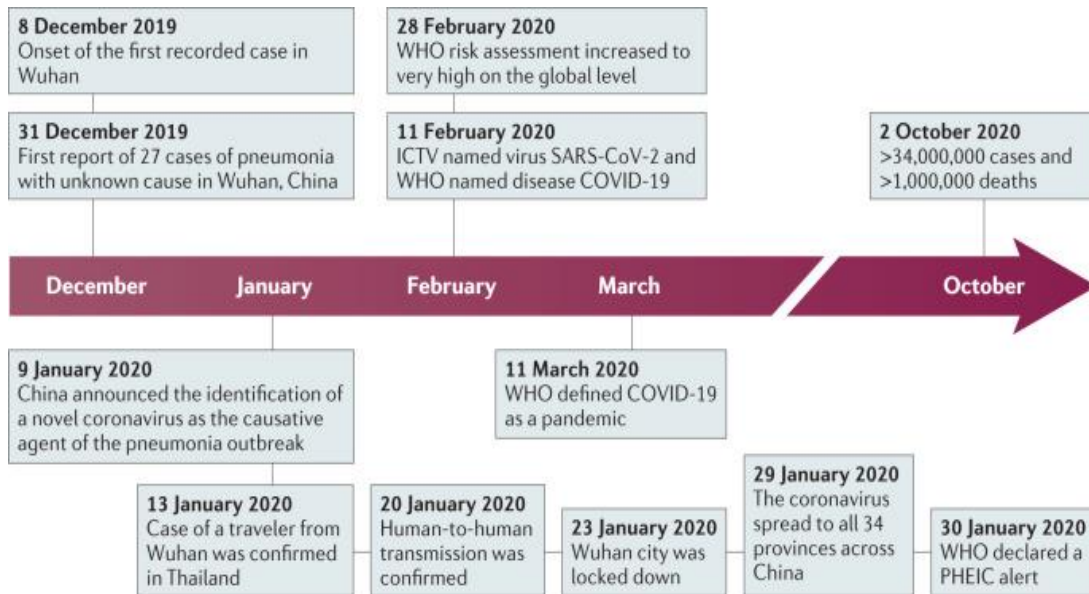 8 December 2019
Onset of the first recorded case in
Wuhan
31 December 2019
First report of 27 cases of pneumonia
with unknown cause in Wuhan, China
28 February 2020
WHO risk assessment increased to
very high on the global level
11 February 2020
ICTV named virus SARS-CoV-2 and
WHO named disease COVID-19
2 October 2020
>34,000,000 cases and
>1,000,000 deaths
December
January
February
March
October
9 January 2020
China announced the identification of
a novel coronavirus as the causative
agent of the pneumonia outbreak
11 March 2020
WHO defined COVID-19
as a pandemic
13 January 2020
Case of a traveler from
Wuhan was confirmed
in Thailand
20 January 2020
Human-to-human
transmission was
confirmed
23 January 2020
Wuhan city was
locked down
29 January 2020
The coronavirus
spread to all 34
provinces across
China
30 January 2020
WHO declared a
PHEIC alert